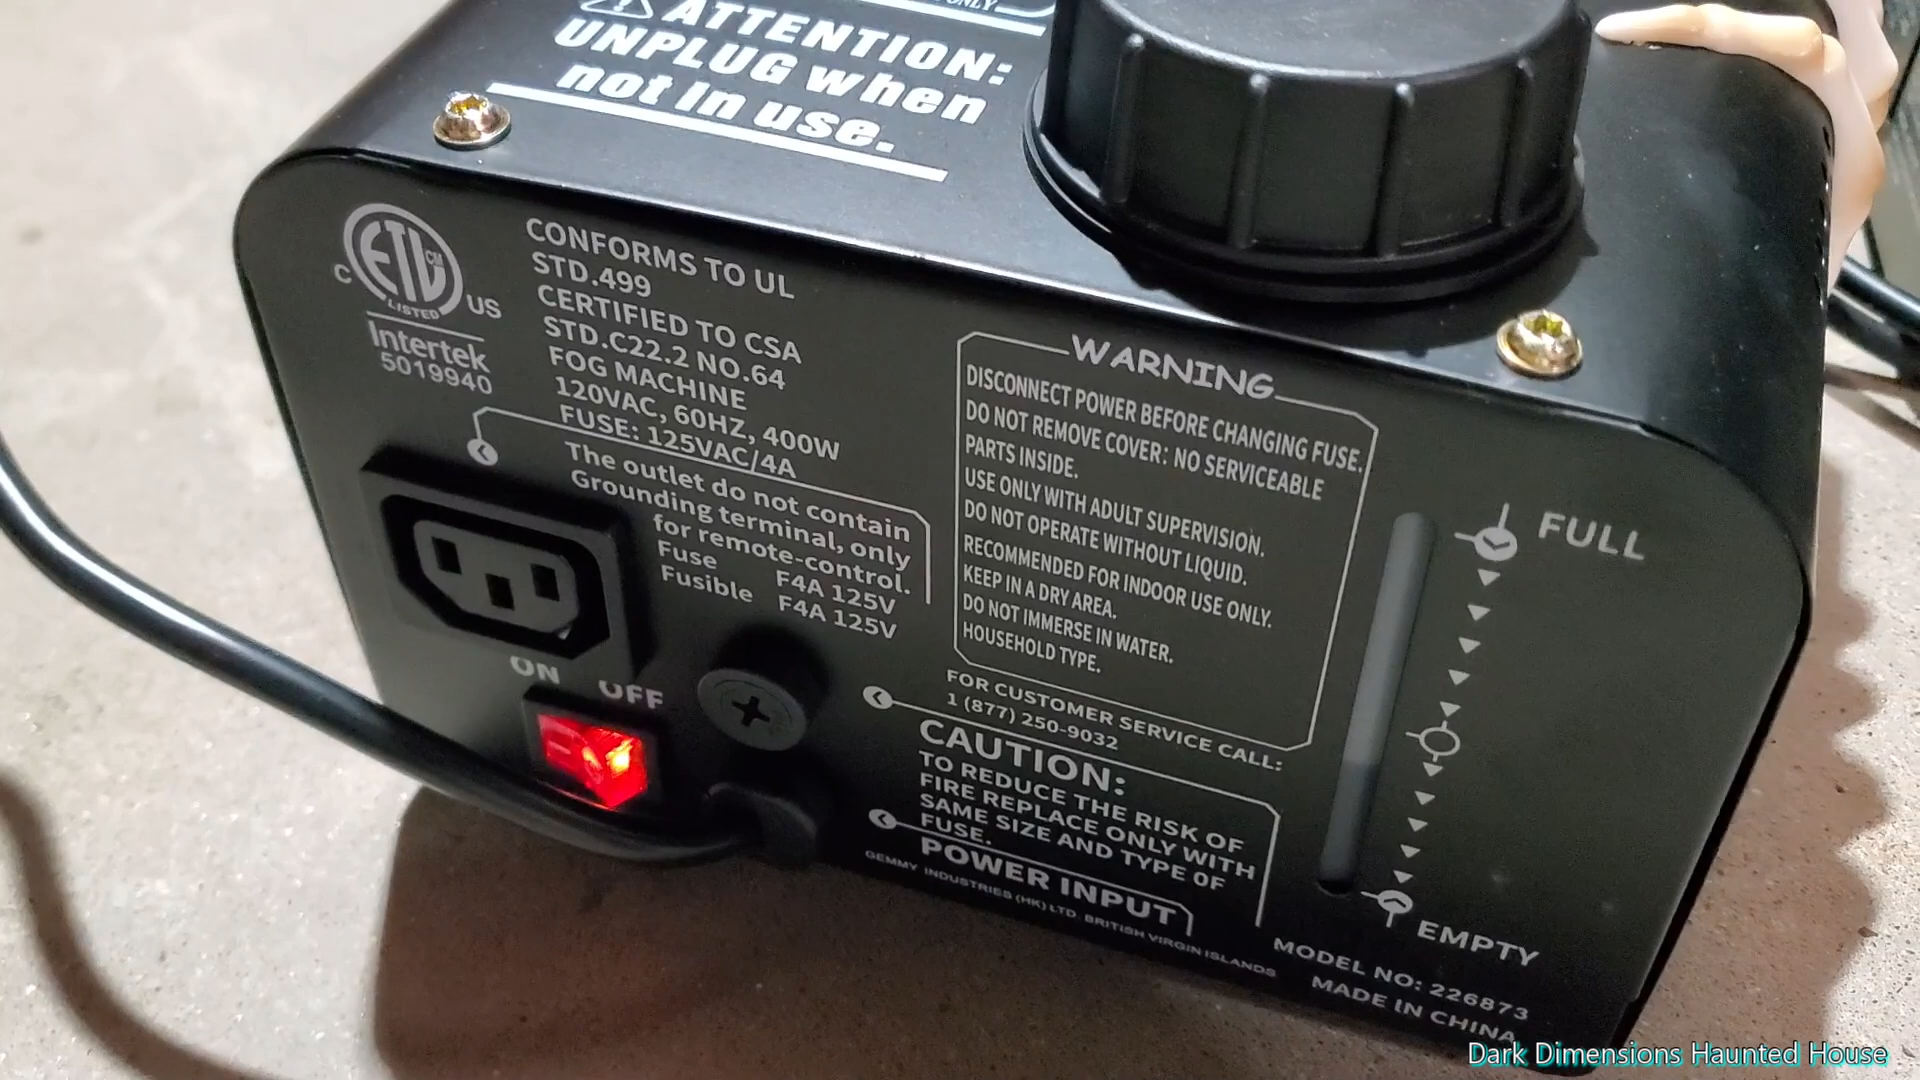 ONLY
ATTENTION:
UNPLUG when
not in use.
ETL CM
LISTED
C US
Intertek
5019940
CONFORMS TO UL
STD.499
CERTIFIED TO CSA
STD.C22.2 NO.64
FOG MACHINE
120VAC, 60HZ, 400W
FUSE: 125VAC/4A
The outlet do not contain
Grounding terminal, only
for remote-control.
Fuse F4A 125V
Fusible F4A 125V
ON OFF
WARNING
DISCONNECT POWER BEFORE CHANGING FUSE.
DO NOT REMOVE COVER: NO SERVICEABLE
PARTS INSIDE.
USE ONLY WITH ADULT SUPERVISION.
DO NOT OPERATE WITHOUT LIQUID.
RECOMMENDED FOR INDOOR USE ONLY.
KEEP IN A DRY AREA.
DO NOT IMMERSE IN WATER.
HOUSEHOLD TYPE.
FOR CUSTOMER SERVICE CALL:
1 (877) 250-9032
CAUTION:
TO REDUCE THE RISK OF
FIRE REPLACE ONLY WITH
SAME SIZE AND TYPE OF
FUSE.
POWER INPUT
GEMMY INDUSTRIES (HK) LTD. BRITISH VIRGIN ISLANDS
FULL
EMPTY
MODEL NO: 226873
MADE IN CHINA
Dark Dimensions Haunted House